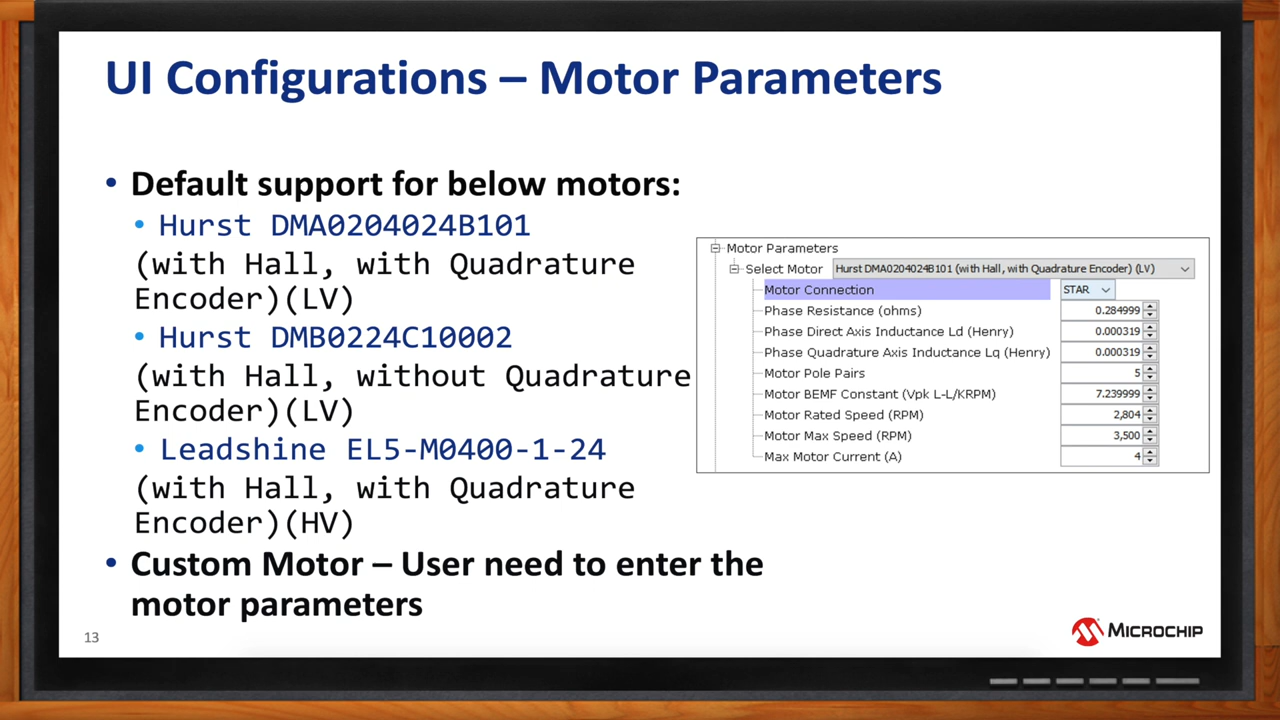 UI Configurations – Motor Parameters
• Default support for below motors:
• Hurst DMA0204024B101
(with Hall, with Quadrature
Encoder)(LV)
• Hurst DMB0224C10002
(with Hall, without Quadrature
Encoder)(LV)
• Leadshine EL5-M0400-1-24
(with Hall, with Quadrature
Encoder)(HV)
• Custom Motor – User need to enter the
motor parameters
Motor Parameters
Select Motor Hurst DMA0204024B101 (with Hall, with Quadrature Encoder) (LV)
Motor Connection STAR
Phase Resistance (ohms) 0.284999
Phase Direct Axis Inductance Ld (Henry) 0.000319
Phase Quadrature Axis Inductance Lq (Henry) 0.000319
Motor Pole Pairs 5
Motor BEMF Constant (Vpk L-L/KRPM) 7.239999
Motor Rated Speed (RPM) 2,804
Motor Max Speed (RPM) 3,500
Max Motor Current (A) 4
13
MICROCHIP